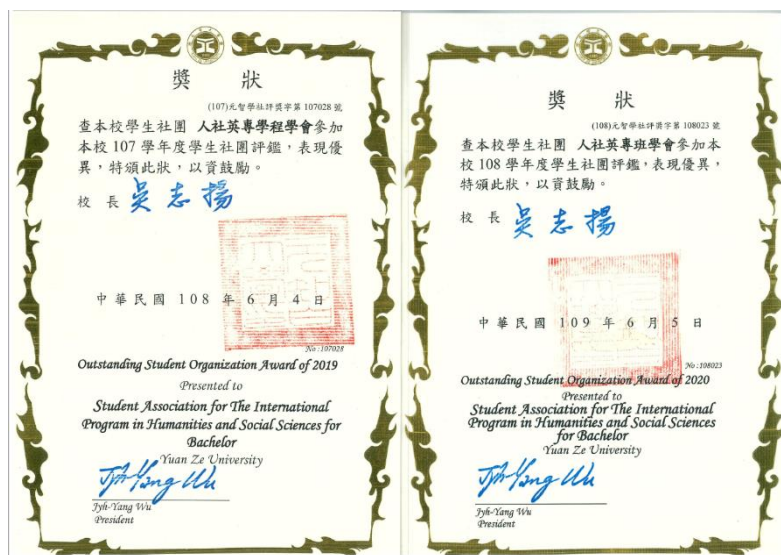 獎 狀
(107)元智學社評獎字第 107028 號
查本校學生社團 人社英專學程學會參加
本校 107 學年度學生社團評鑑，表現優
異，特頒此狀，以資鼓勵。
校 長 吳志揚
中 華 民 國 108 年 6 月 4 日
No :107028
Outstanding Student Organization Award of 2019
Presented to
Student Association for The International
Program in Humanities and Social Sciences for
Bachelor
Yuan Ze University
Jyh-Yang Wu
Jyh-Yang Wu
President
獎 狀
(108)元智學社評獎字第 108023 號
查本校學生社團 人社英專班學會參加本
校 108 學年度學生社團評鑑，表現優異，
特頒此狀，以資鼓勵。
校 長 吳志揚
中 華 民 國 109 年 6 月 5 日
No :108023
Outstanding Student Organization Award of 2020
Presented to
Student Association for The International
Program in Humanities and Social Sciences
for Bachelor
Yuan Ze University
Jyh-Yang Wu
Jyh-Yang Wu
President